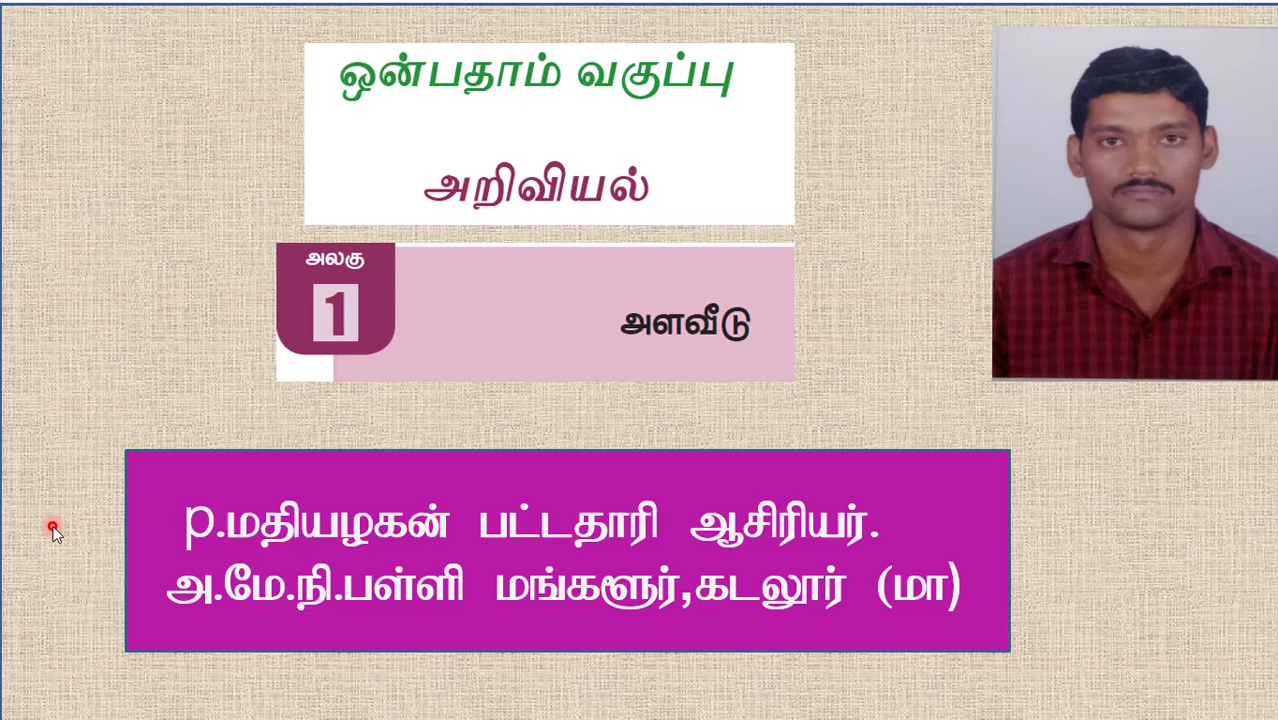 ஒன்பதாம் வகுப்பு
அறிவியல்
அலகு
1
அளவீடு
p.மதியழகன் பட்டதாரி ஆசிரியர்.
அ.மே.நி.பள்ளி மங்களூர்,கடலூர் (மா)